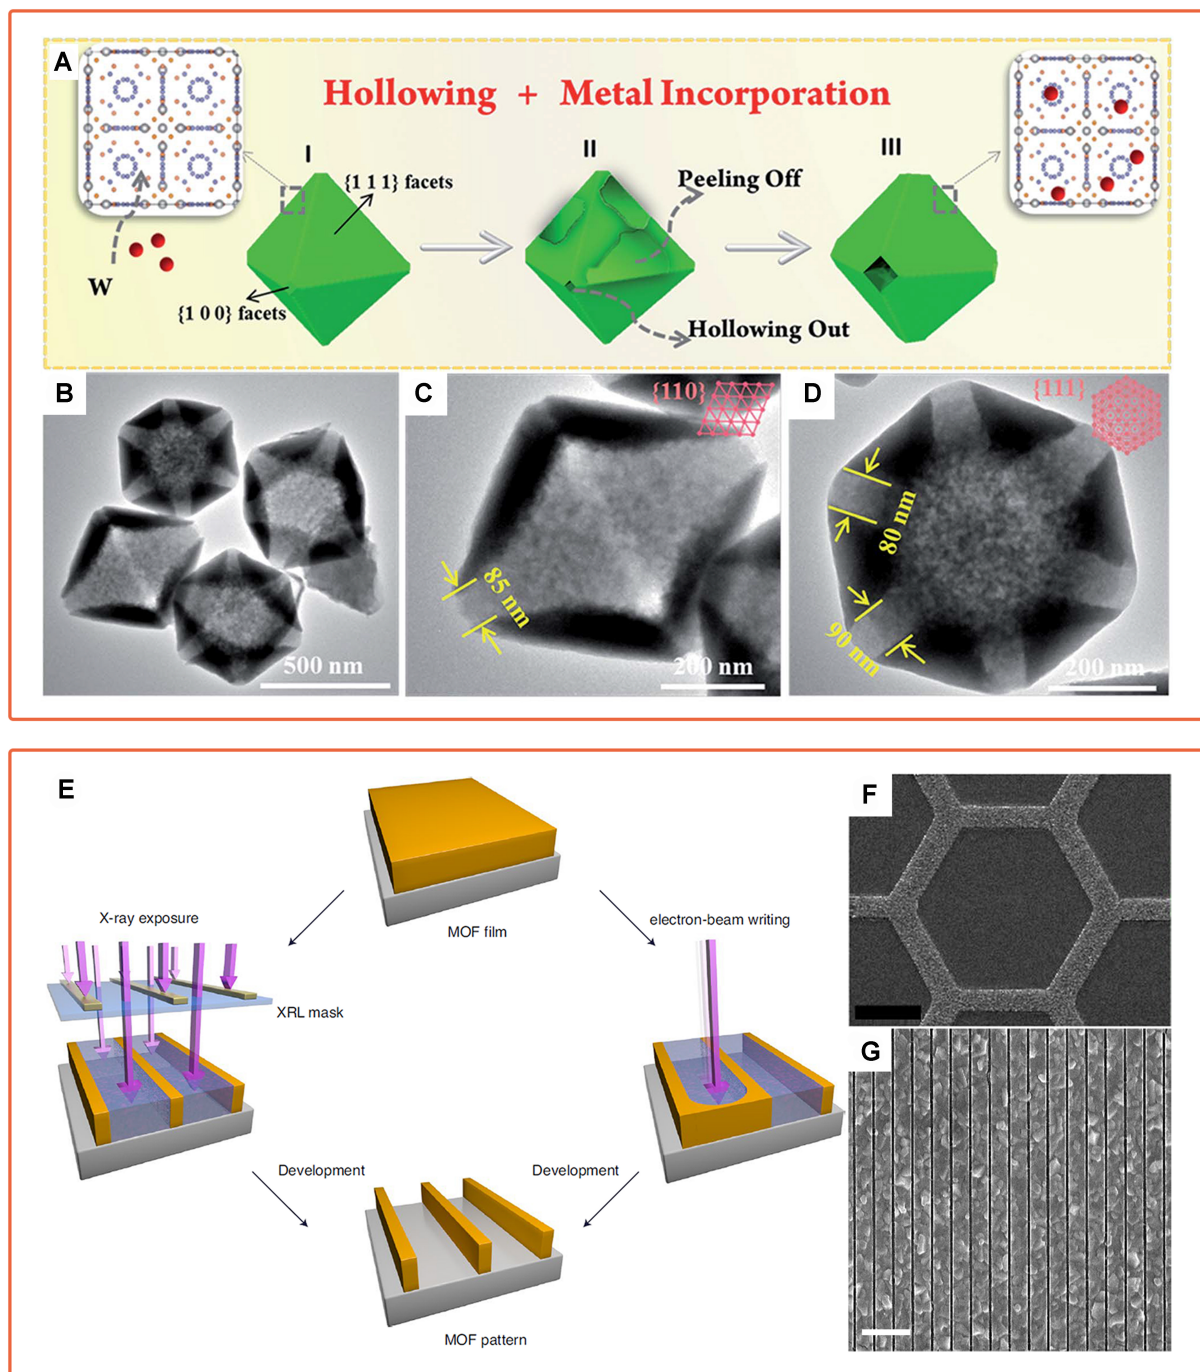 A
Hollowing + Metal Incorporation
I
II
III
{1 1 1} facets
Peeling Off
W
{1 0 0} facets
Hollowing Out
B
500 nm
C
{110}
85 nm
200 nm
D
{111}
80 nm
90 nm
200 nm
E
MOF film
X-ray exposure
electron-beam writing
XRL mask
Development
Development
MOF pattern
F
G